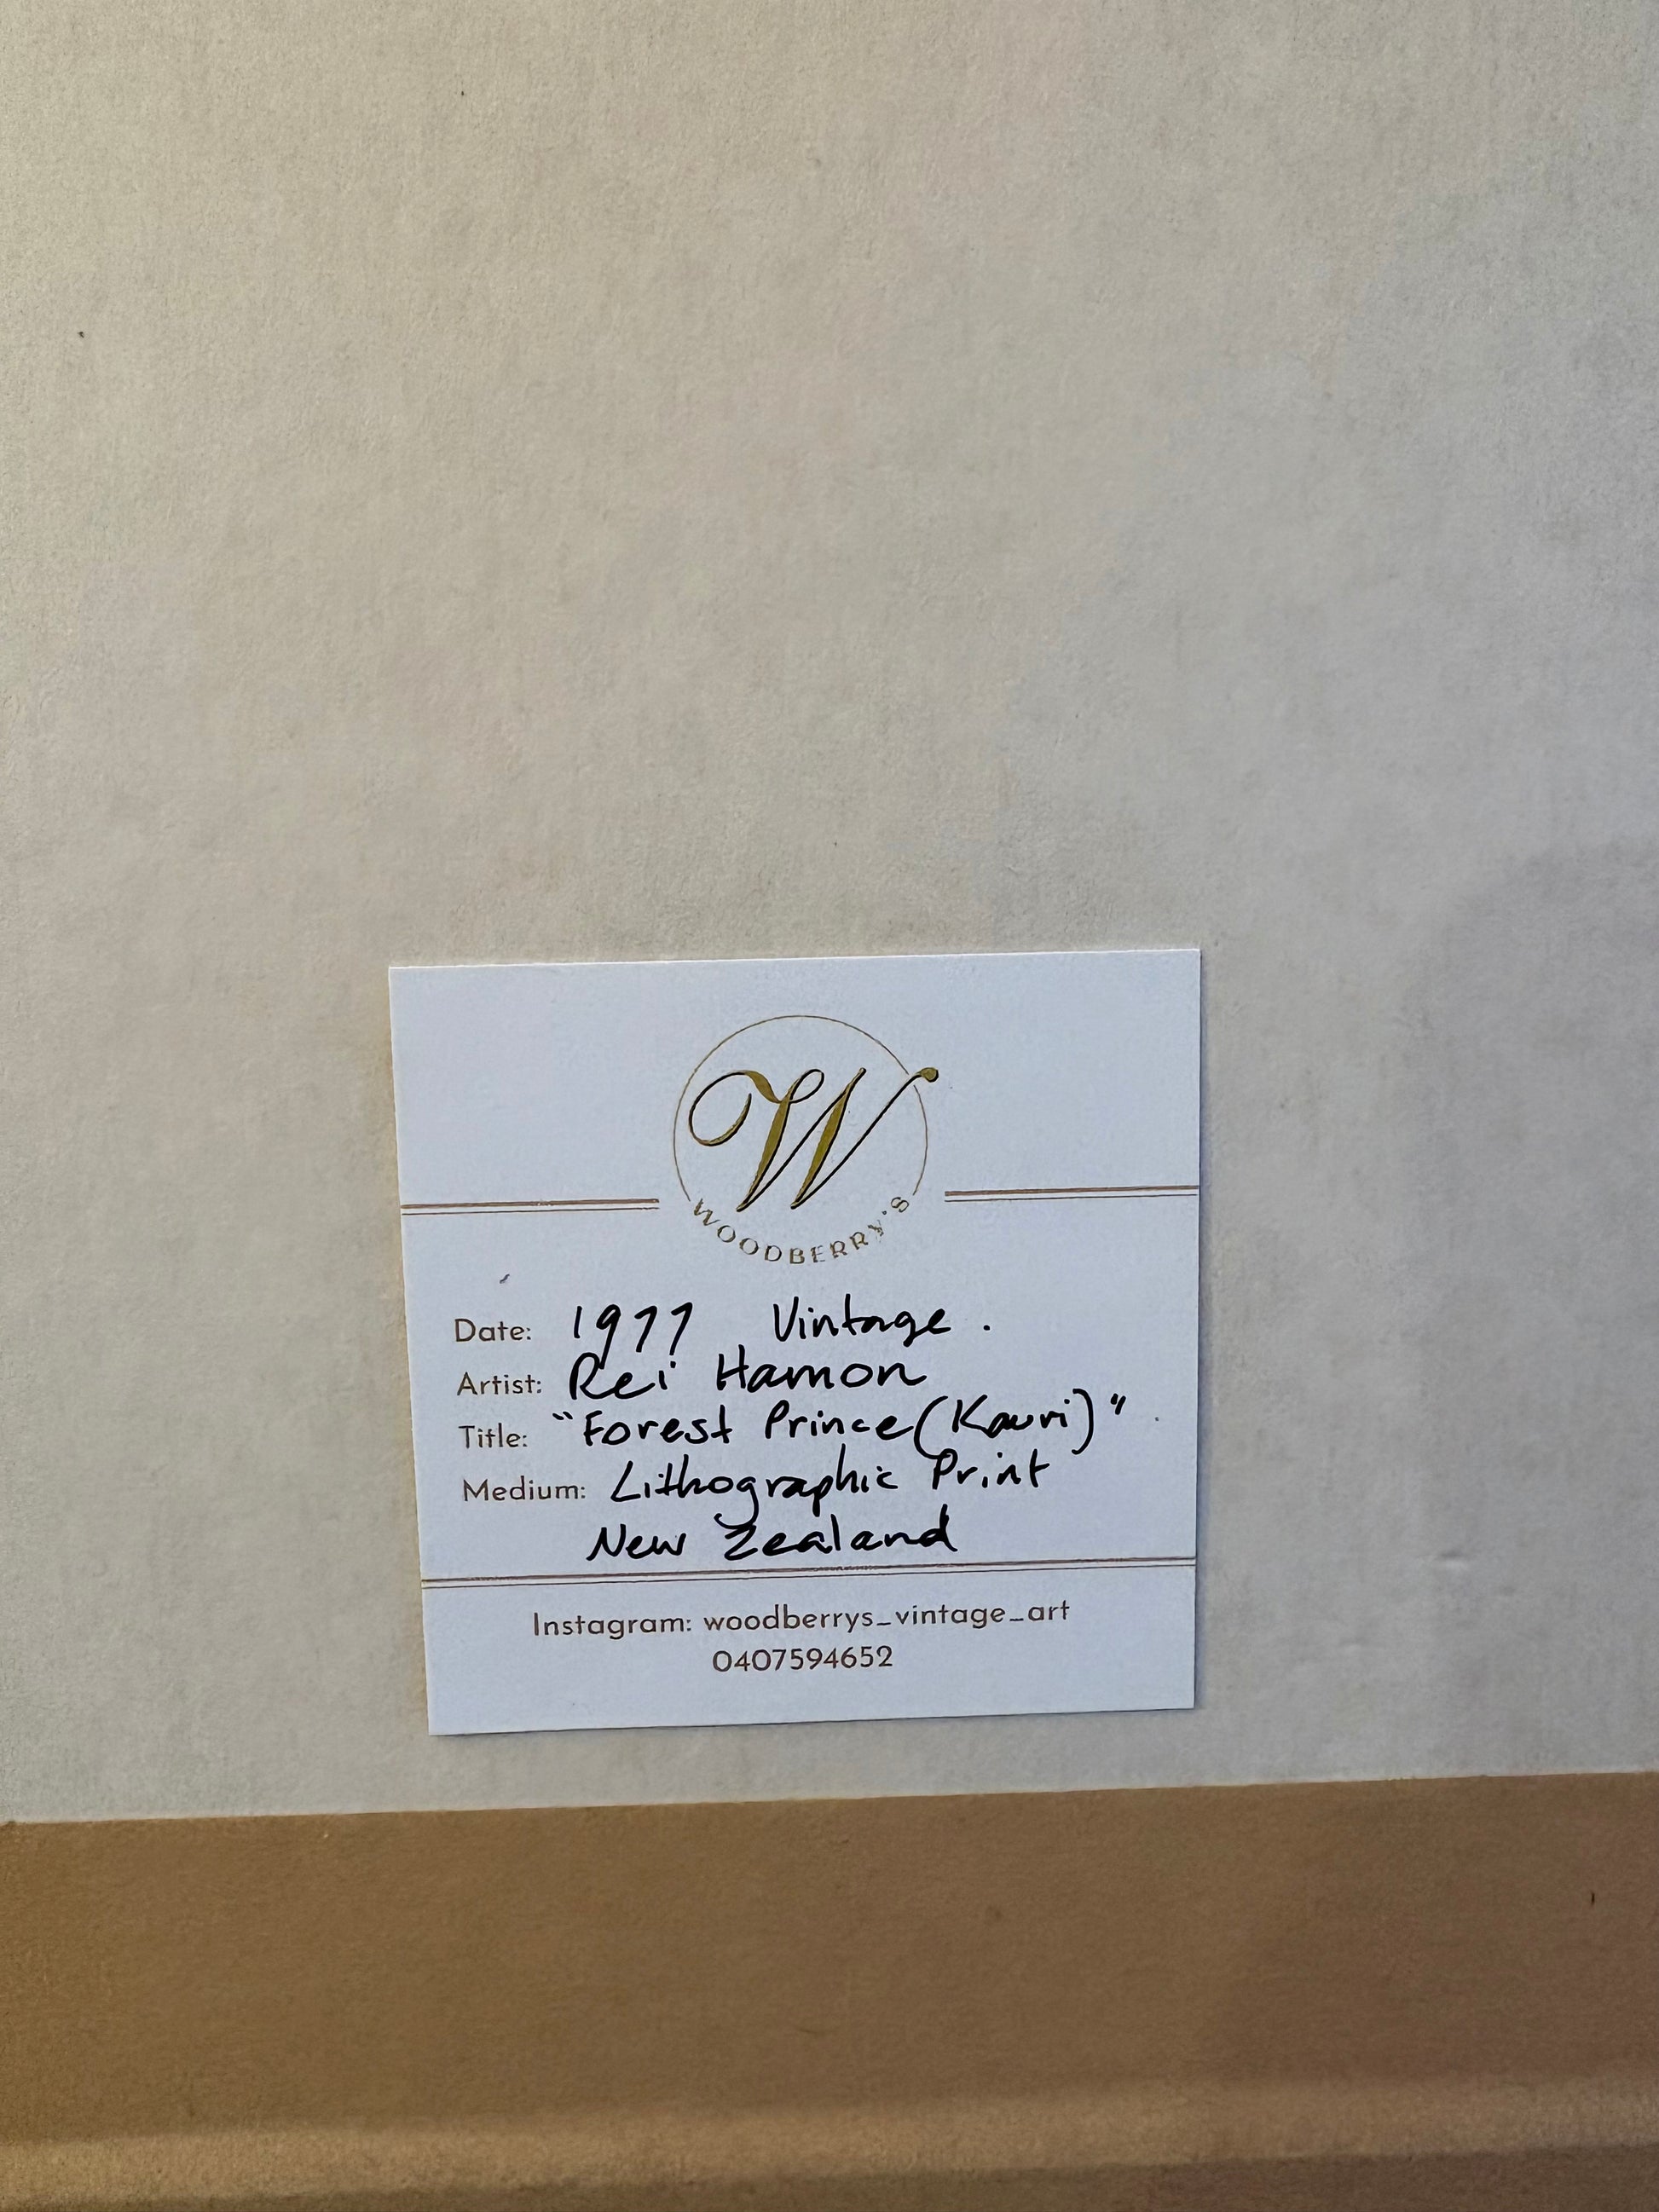 W
WOODBERRY'S
Date: 1977 Vintage.
Artist: Rei Hamon
Title: "Forest Prince (Kauri)"
Medium: Lithographic Print
New Zealand
Instagram: woodberrys_vintage_art
0407594652